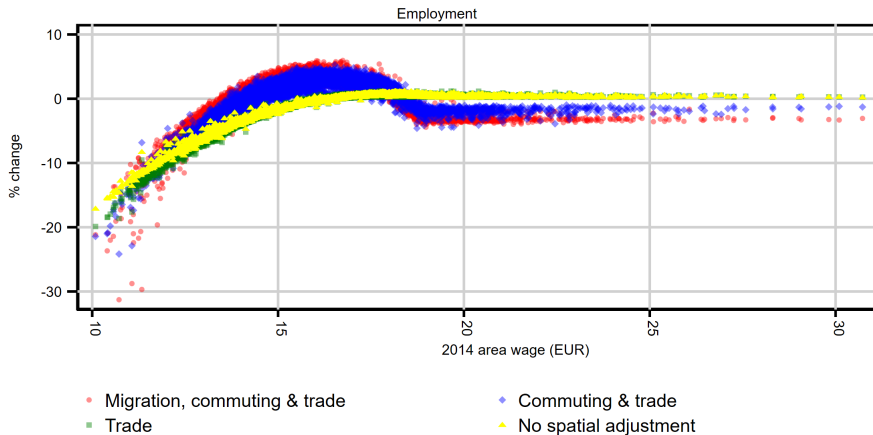 Employment
% change
10
0
-10
-20
-30
10
15
20
25
30
2014 area wage (EUR)
Migration, commuting & trade
Commuting & trade
Trade
No spatial adjustment